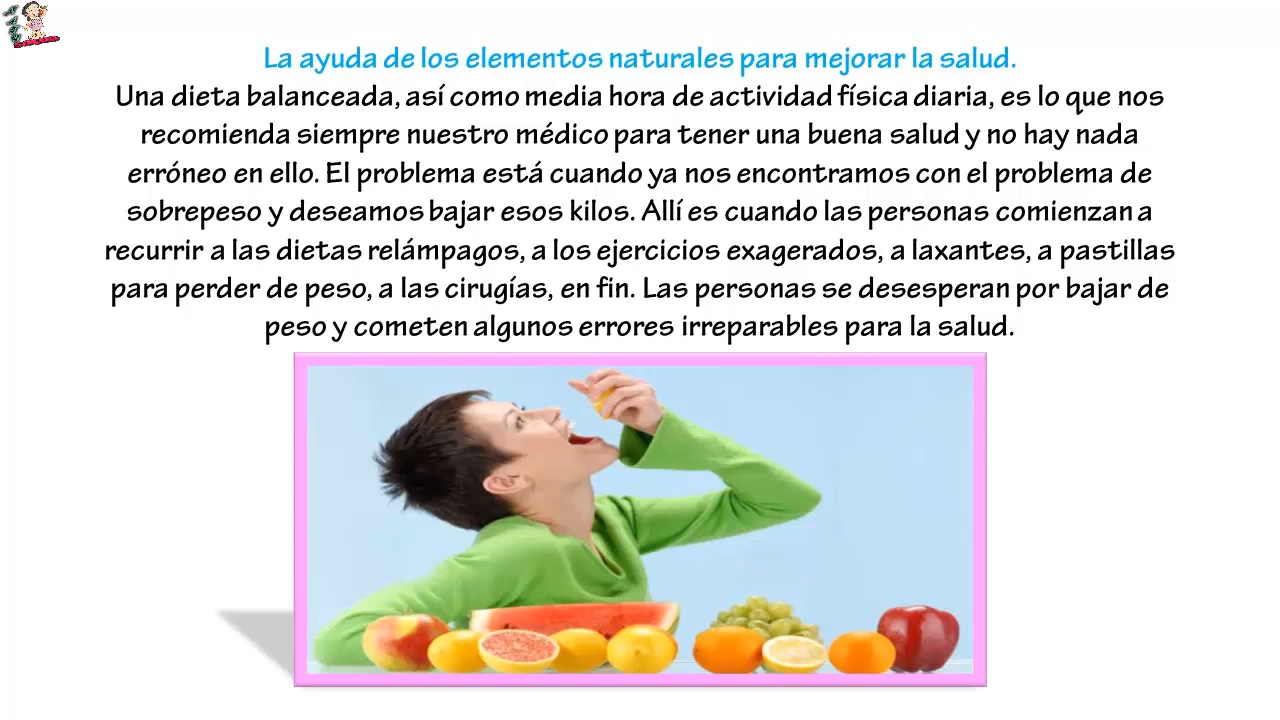 La ayuda de los elementos naturales para mejorar la salud.
Una dieta balanceada, así como media hora de actividad física diaria, es lo que nos
recomienda siempre nuestro médico para tener una buena salud y no hay nada
erróneo en ello. El problema está cuando ya nos encontramos con el problema de
sobrepeso y deseamos bajar esos kilos. Allí es cuando las personas comienzan a
recurrir a las dietas relámpagos, a los ejercicios exagerados, a laxantes, a pastillas
para perder de peso, a las cirugías, en fin. Las personas se desesperan por bajar de
peso y cometen algunos errores irreparables para la salud.